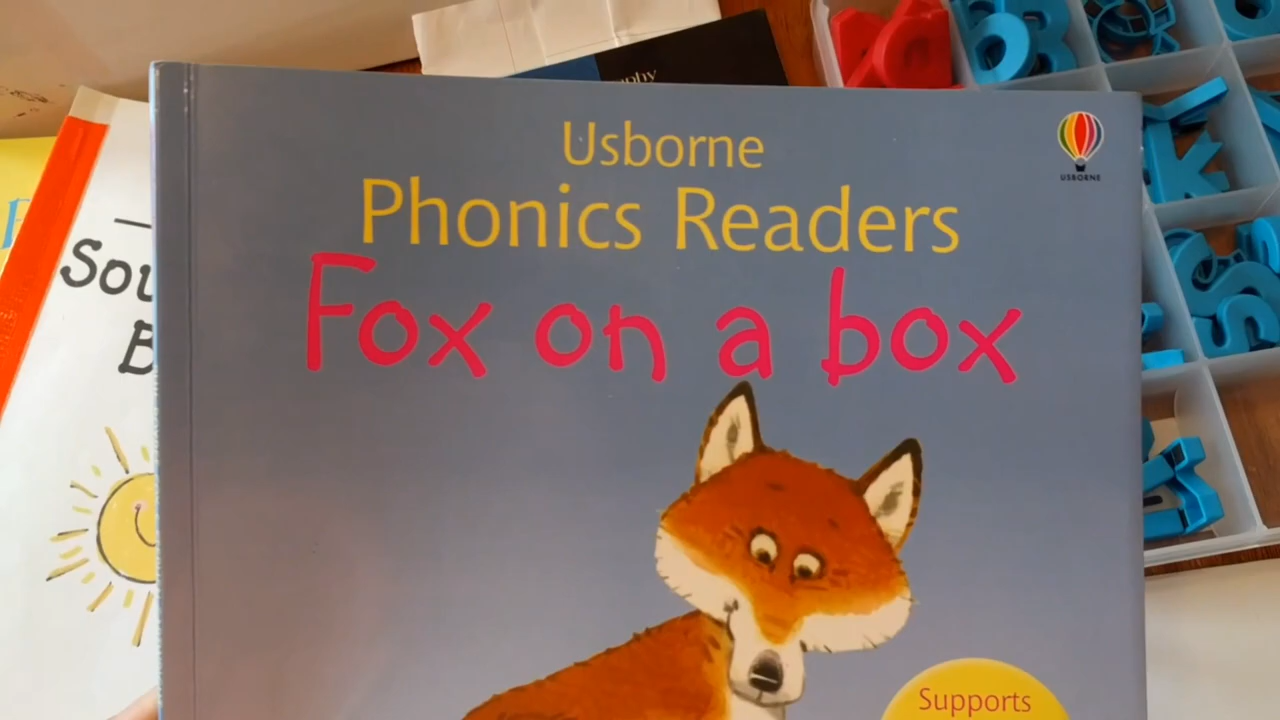 Usborne
Phonics Readers
Fox on a box
USBORNE
Supports